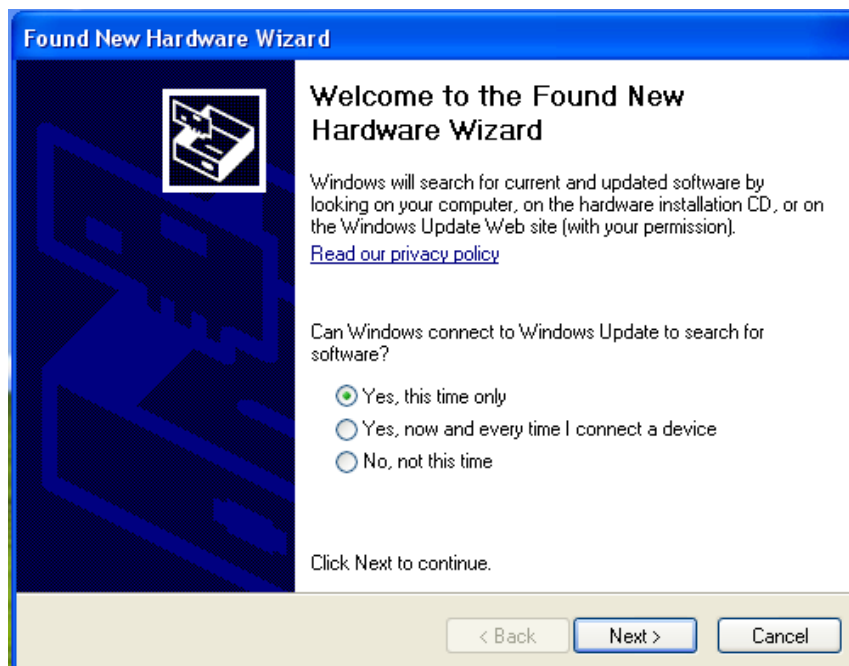 Found New Hardware Wizard
Welcome to the Found New
Hardware Wizard
Windows will search for current and updated software by
looking on your computer, on the hardware installation CD, or on
the Windows Update Web site (with your permission).
Read our privacy policy
Can Windows connect to Windows Update to search for
software?
Yes, this time only
Yes, now and every time I connect a device
No, not this time
Click Next to continue.
< Back Next > Cancel